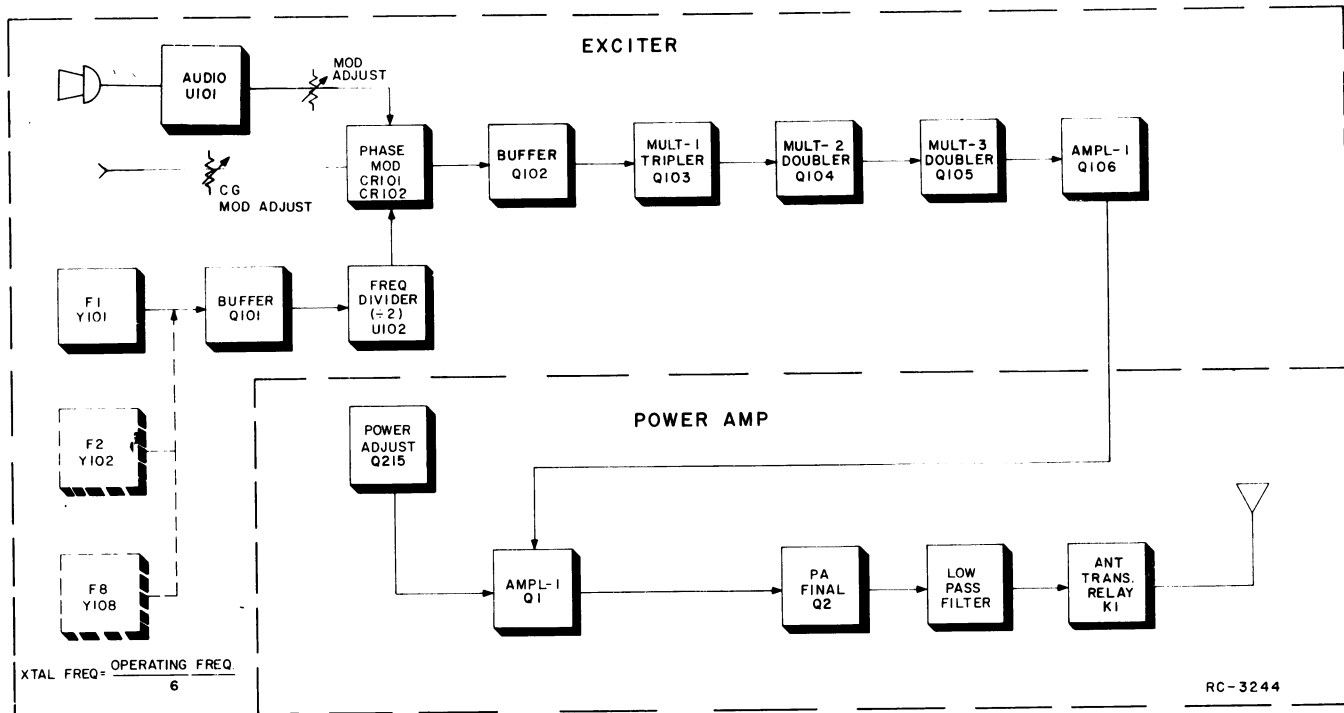 EXCITER
AUDIO
U101
MOD
ADJUST
CG
MOD ADJUST
PHASE
MOD
CR101
CR102
BUFFER
Q102
MULT-1
TRIPLER
Q103
MULT-2
DOUBLER
Q104
MULT-3
DOUBLER
Q105
AMPL-1
Q106
F1
Y101
BUFFER
Q101
FREQ
DIVIDER
(÷2)
U102
F2
Y102
F8
Y108
XTAL FREQ= OPERATING FREQ.
6
POWER AMP
POWER
ADJUST
Q215
AMPL-1
Q1
PA
FINAL
Q2
LOW
PASS
FILTER
ANT
TRANS.
RELAY
K1
RC-3244